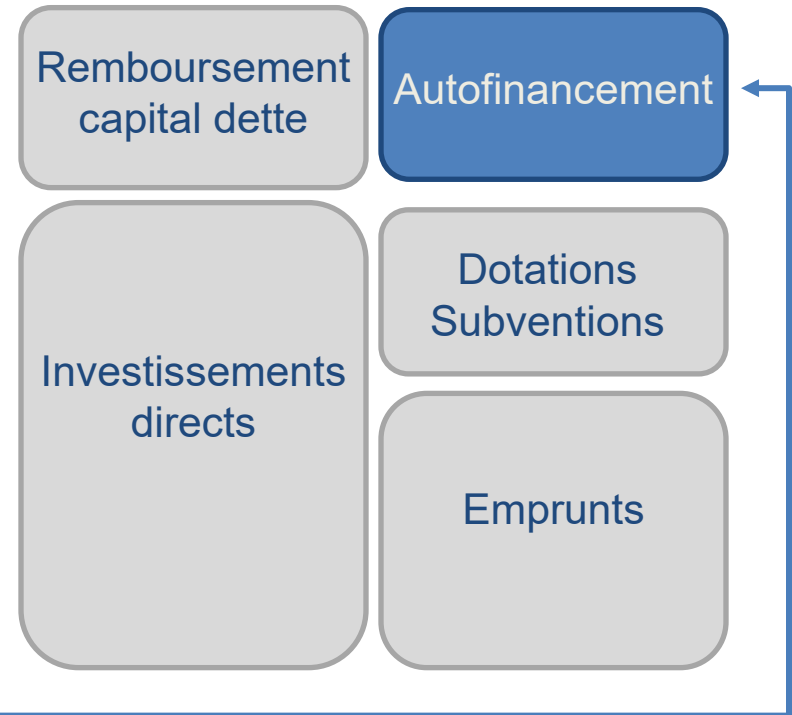 Remboursement
capital dette
Autofinancement
Investissements
directs
Dotations
Subventions
Emprunts